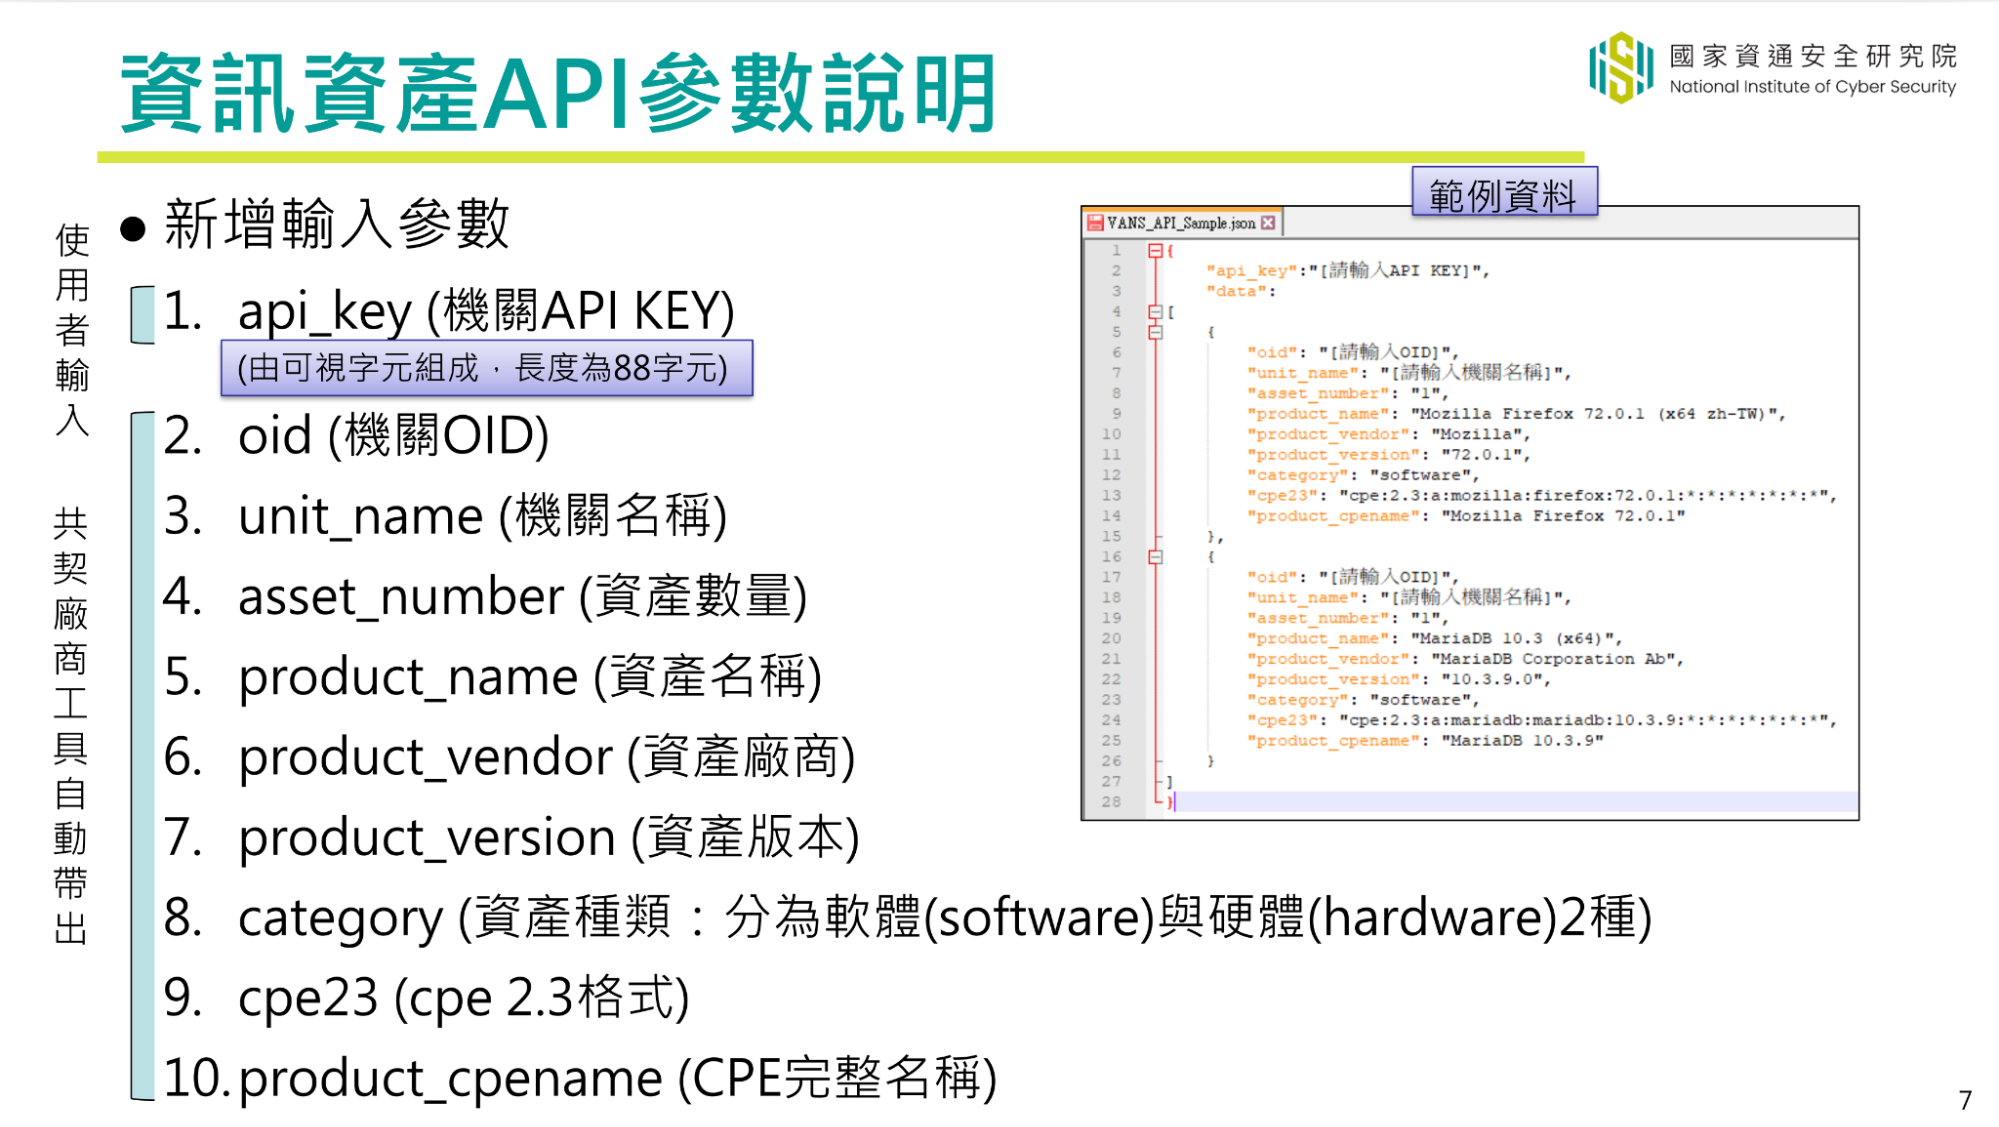 資訊資產API參數說明
國家資通安全研究院
National Institute of Cyber Security
使用者輸入
共契廠商工具自動帶出
● 新增輸入參數
1. api_key (機關API KEY)
(由可視字元組成，長度為88字元)
2. oid (機關OID)
3. unit_name (機關名稱)
4. asset_number (資產數量)
5. product_name (資產名稱)
6. product_vendor (資產廠商)
7. product_version (資產版本)
8. category (資產種類：分為軟體(software)與硬體(hardware)2種)
9. cpe23 (cpe 2.3格式)
10. product_cpename (CPE完整名稱)
範例資料
VANS_API_Sample.json
1 {
2 "api_key":"[請輸入API KEY]",
3 "data":
4 [
5 {
6 "oid": "[請輸入OID]",
7 "unit_name": "[請輸入機關名稱]",
8 "asset_number": "1",
9 "product_name": "Mozilla Firefox 72.0.1 (x64 zh-TW)",
10 "product_vendor": "Mozilla",
11 "product_version": "72.0.1",
12 "category": "software",
13 "cpe23": "cpe:2.3:a:mozilla:firefox:72.0.1:*:*:*:*:*:*:*",
14 "product_cpename": "Mozilla Firefox 72.0.1"
15 },
16 {
17 "oid": "[請輸入OID]",
18 "unit_name": "[請輸入機關名稱]",
19 "asset_number": "1",
20 "product_name": "MariaDB 10.3 (x64)",
21 "product_vendor": "MariaDB Corporation Ab",
22 "product_version": "10.3.9.0",
23 "category": "software",
24 "cpe23": "cpe:2.3:a:mariadb:mariadb:10.3.9:*:*:*:*:*:*:*",
25 "product_cpename": "MariaDB 10.3.9"
26 }
27 ]
28 }
7